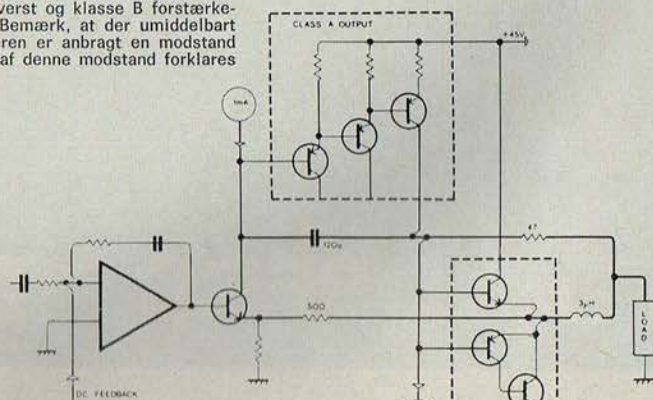 verst og klasse B forstærke-
Bemærk, at der umiddelbart
ren er anbragt en modstand
af denne modstand forklares
CLASS A OUTPUT
+45V
1mA
120p
47
500
3µH
LOAD
DC FEEDBACK